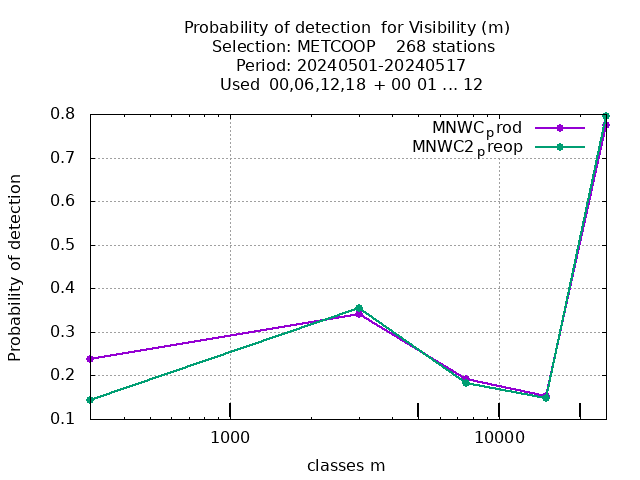 Probability of detection  for Visibility (m)
Selection: METCOOP    268 stations
Period: 20240501-20240517
Used  00,06,12,18  + 00 01 ... 12
MNWCprod
MNWC2preop
0.8
0.7
0.6
0.5
0.4
0.3
0.2
0.1
Probability of detection
1000
10000
classes m